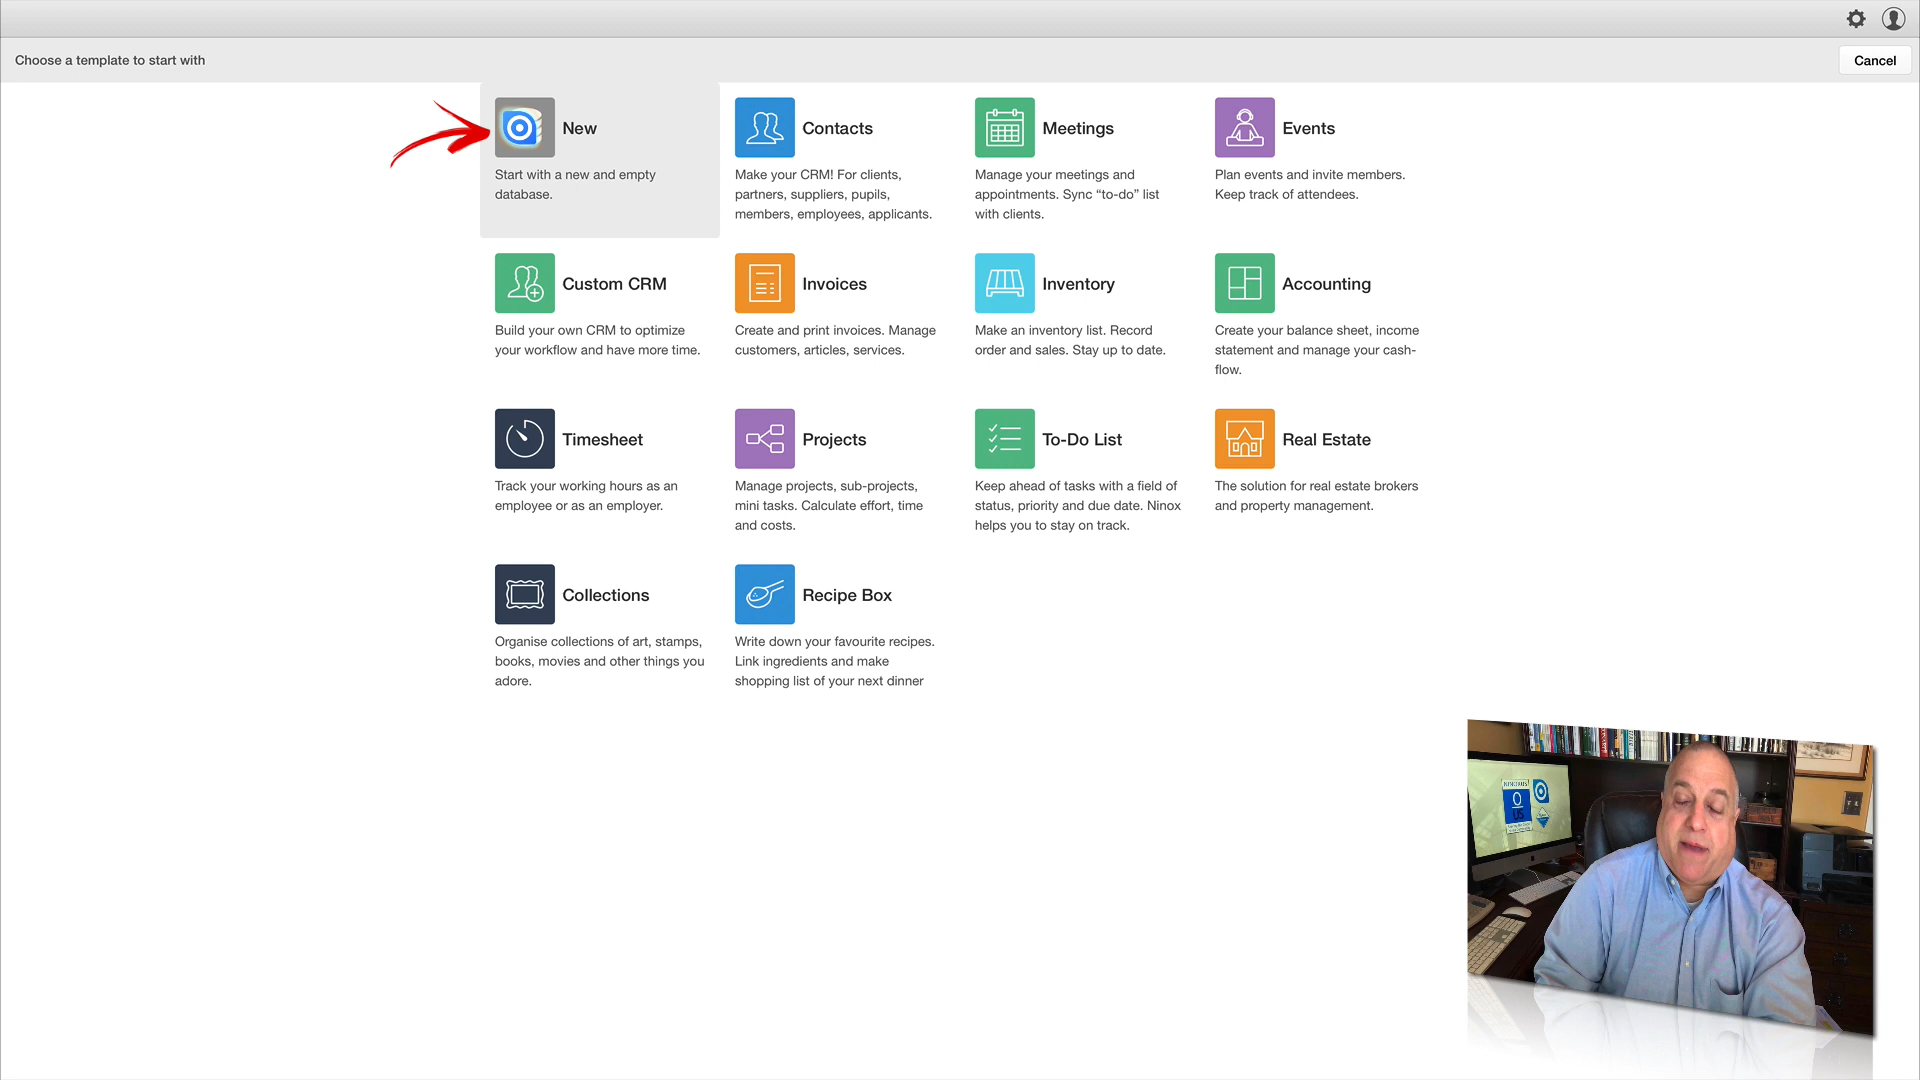 Choose a template to start with
Cancel
New
Start with a new and empty
database.
Contacts
Make your CRM! For clients,
partners, suppliers, pupils,
members, employees, applicants.
Meetings
Manage your meetings and
appointments. Sync “to-do” list
with clients.
Events
Plan events and invite members.
Keep track of attendees.
Custom CRM
Build your own CRM to optimize
your workflow and have more time.
Invoices
Create and print invoices. Manage
customers, articles, services.
Inventory
Make an inventory list. Record
order and sales. Stay up to date.
Accounting
Create your balance sheet, income
statement and manage your cash-
flow.
Timesheet
Track your working hours as an
employee or as an employer.
Projects
Manage projects, sub-projects,
mini tasks. Calculate effort, time
and costs.
To-Do List
Keep ahead of tasks with a field of
status, priority and due date. Ninox
helps you to stay on track.
Real Estate
The solution for real estate brokers
and property management.
Collections
Organise collections of art, stamps,
books, movies and other things you
adore.
Recipe Box
Write down your favourite recipes.
Link ingredients and make
shopping list of your next dinner
US